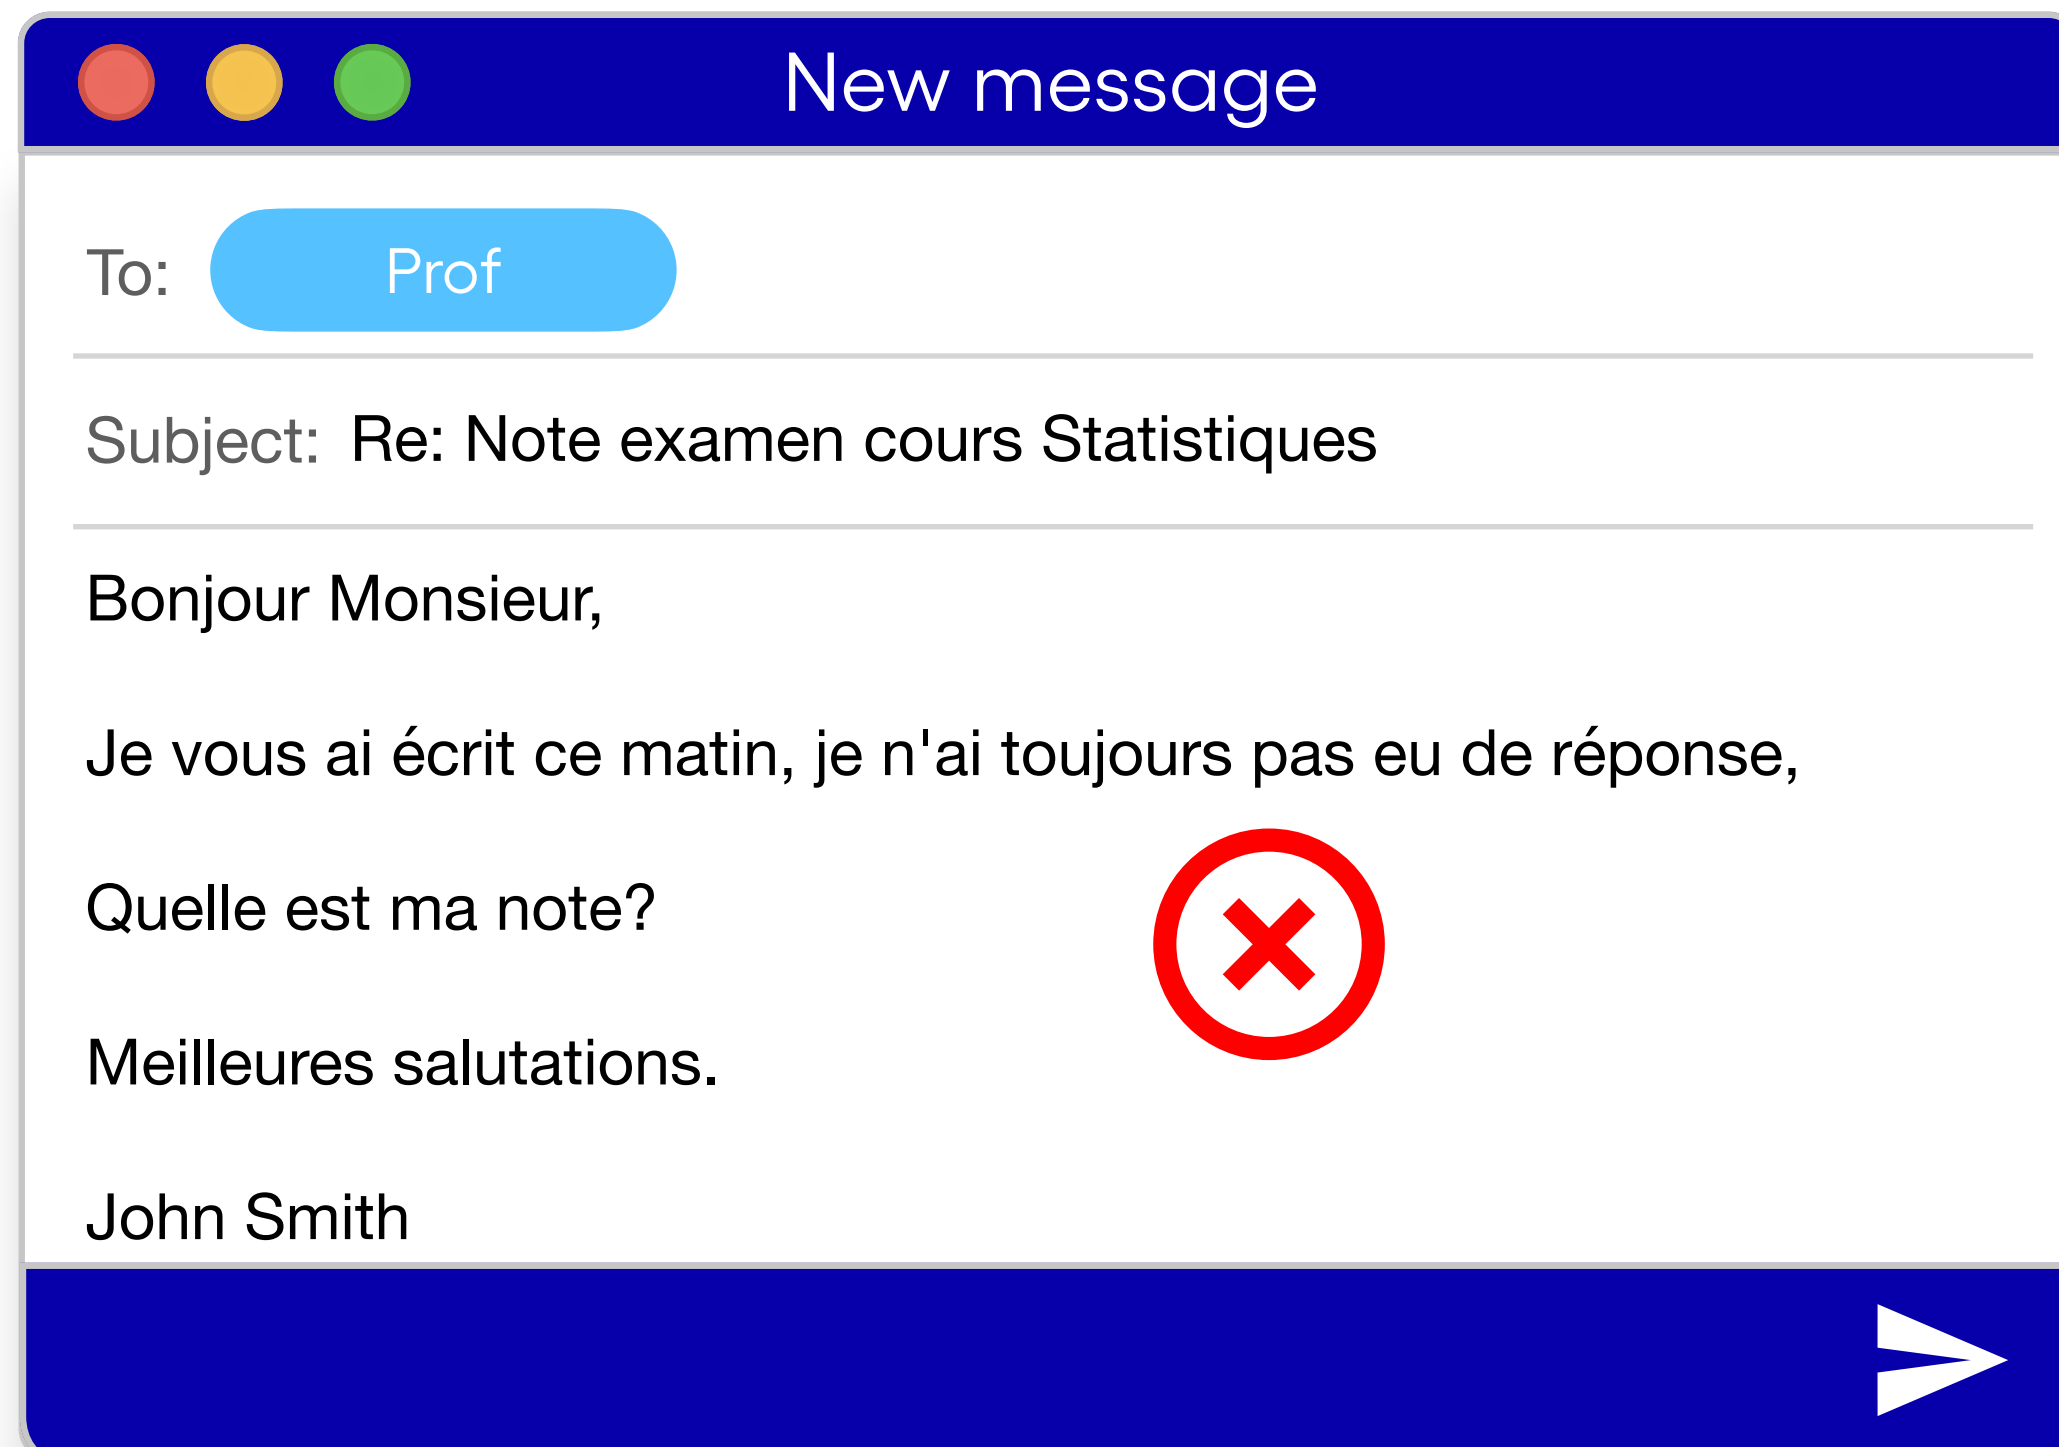 New message
To: Prof
Subject: Re: Note examen cours Statistiques
Bonjour Monsieur,
Je vous ai écrit ce matin, je n'ai toujours pas eu de réponse,
Quelle est ma note?
Meilleures salutations.
John Smith